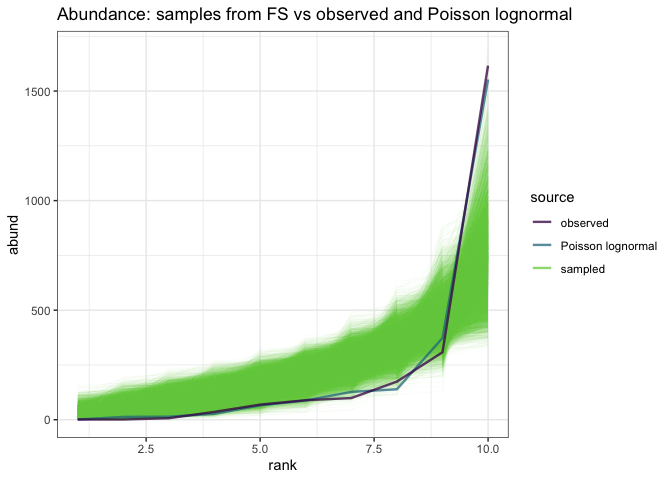 Abundance: samples from FS vs observed and Poisson lognormal
1500
1000
500
0
abund
2.5
5.0
7.5
10.0
rank
source
observed
Poisson lognormal
sampled